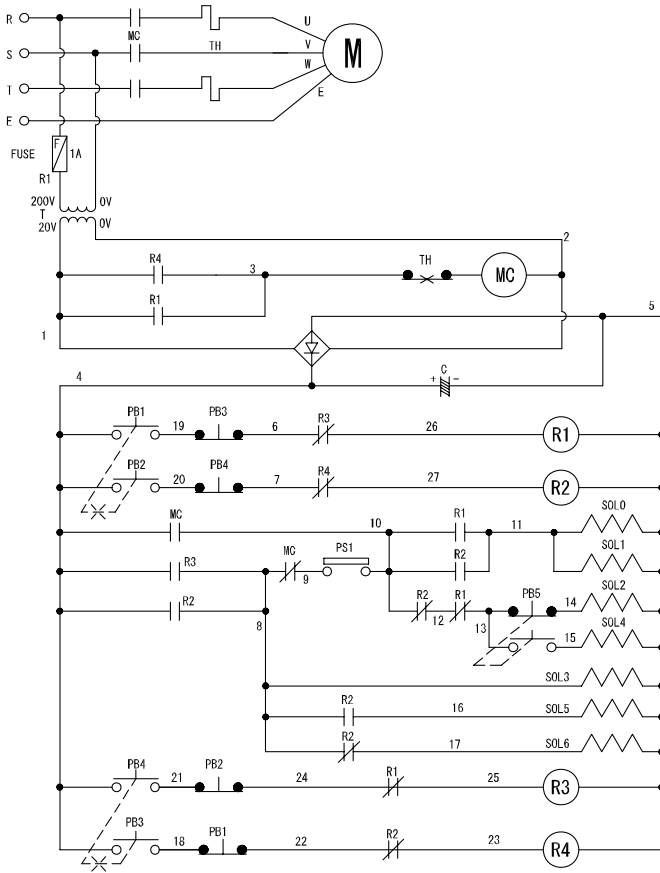 R
MC
U
S
TH
V
M
T
W
E
E
F
FUSE
1A
R1
200V
0V
T
20V
0V
2
R4
3
TH
MC
R1
5
1
4
C
+ -
PB1
19
PB3
6
R3
26
R1
PB2
20
PB4
7
R4
27
R2
MC
10
R1
11
SOL0
R3
MC
9
PS1
R2
SOL1
R2
8
R2
12
R1
13
PB5
14
SOL2
15
SOL4
SOL3
R2
16
SOL5
R2
17
SOL6
PB4
21
PB2
24
R1
25
R3
PB3
18
PB1
22
R2
23
R4